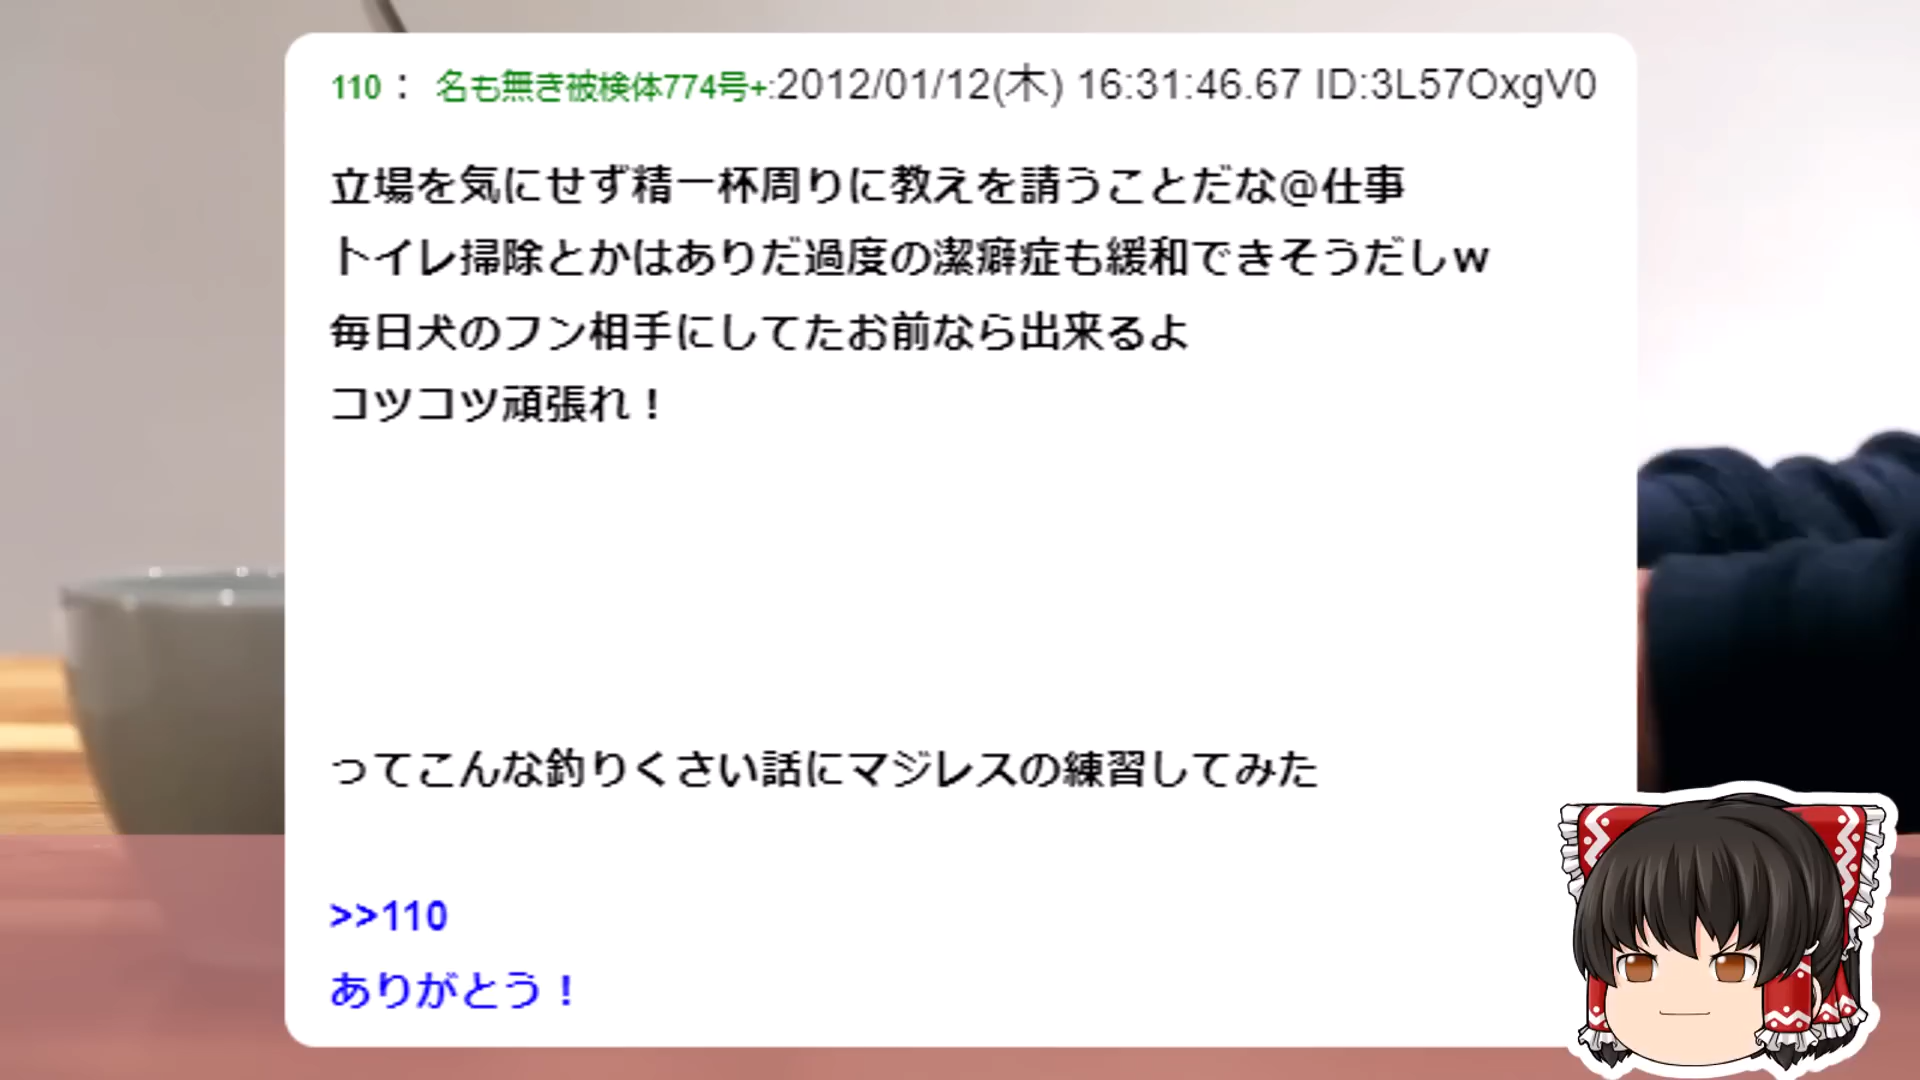 110 : 名も無き被検体774号+:2012/01/12(木) 16:31:46.67 ID:3L57OxgV0
立場を気にせず精一杯周りに教えを請うことだな@仕事
トイレ掃除とかはありだ過度の潔癖症も緩和できそうだしw
毎日犬のフン相手にしてたお前なら出来るよ
コツコツ頑張れ！
ってこんな釣りくさい話にマジレスの練習してみた
>>110
ありがとう！